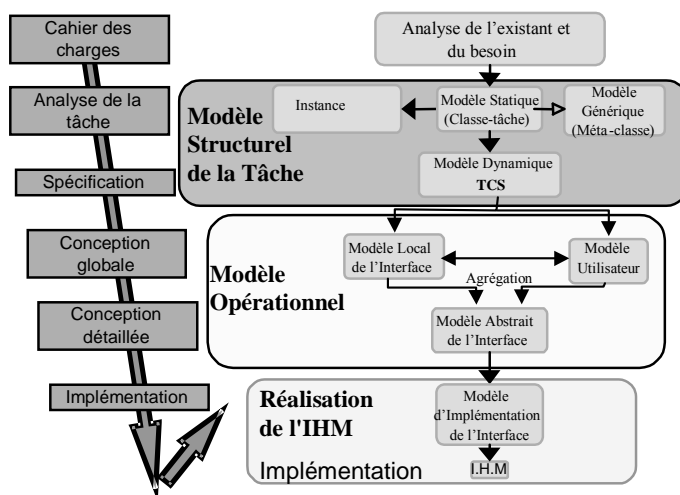 Cahier des
charges
Analyse de la
tâche
Spécification
Conception
globale
Conception
détaillée
Implémentation
Analyse de l'existant et
du besoin
Modèle
Structurel
de la Tâche
Instance
Modèle Statique
(Classe-tâche)
Modèle
Générique
(Méta-classe)
Modèle Dynamique
TCS
Modèle
Opérationnel
Modèle Local
de l'Interface
Modèle
Utilisateur
Agrégation
Modèle Abstrait
de l'Interface
Réalisation
de l'IHM
Modèle
d'Implémentation
de l'Interface
Implémentation
I.H.M